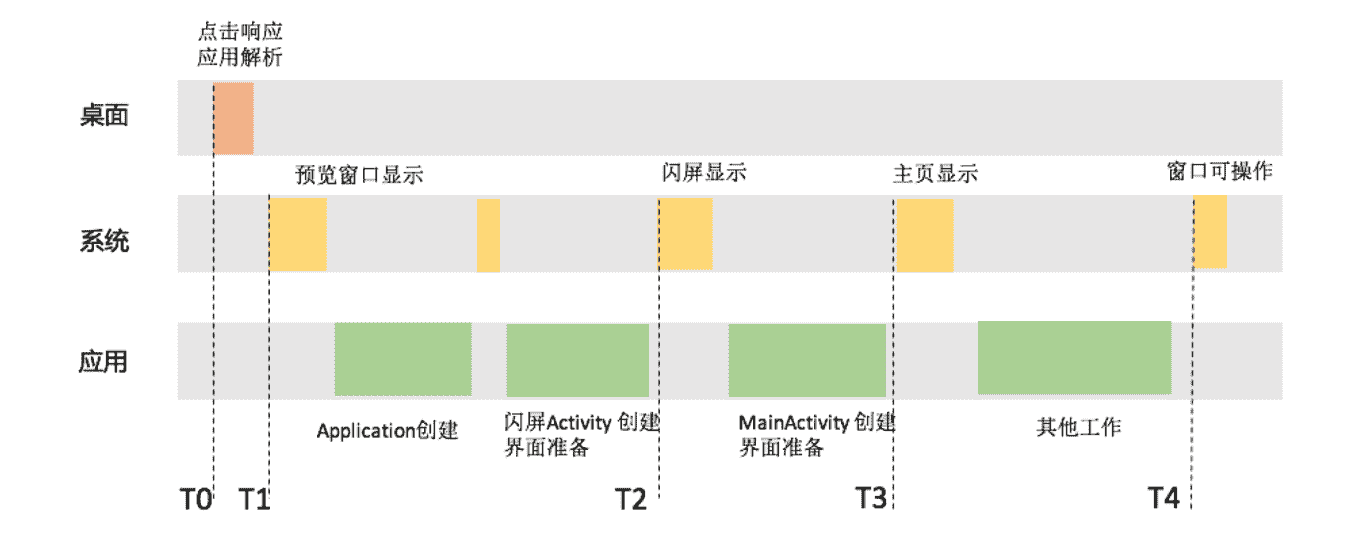 点击响应
应用解析
桌面
预览窗口显示
闪屏显示
主页显示
窗口可操作
系统
应用
Application创建
闪屏Activity 创建
界面准备
MainActivity 创建
界面准备
其他工作
T0
T1
T2
T3
T4